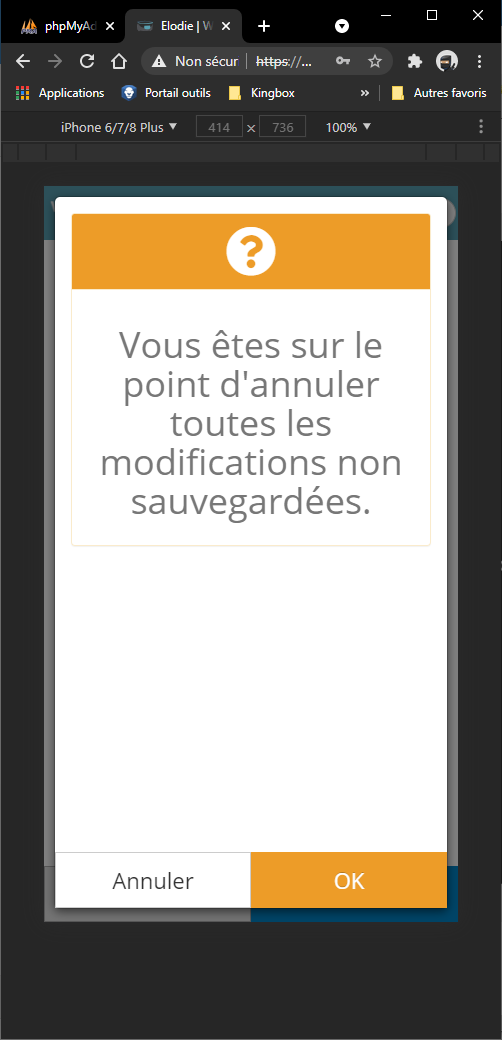 phpMyAd
Elodie | W
Non sécur
https://...
Applications
Portail outils
Kingbox
»
Autres favoris
iPhone 6/7/8 Plus
414 × 736
100%
Vous êtes sur le
point d'annuler
toutes les
modifications non
sauvegardées.
Annuler
OK